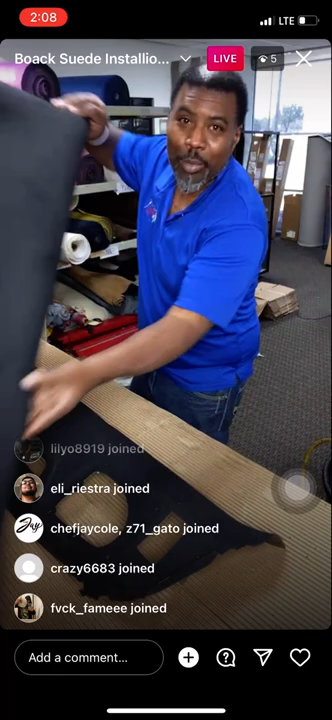 2:08
LTE
Boack Suede Installio...
LIVE
5
lilyo8919 joined
eli_riestra joined
Jay
chefjaycole, z71_gato joined
crazy6683 joined
fvck_fameee joined
Add a comment...